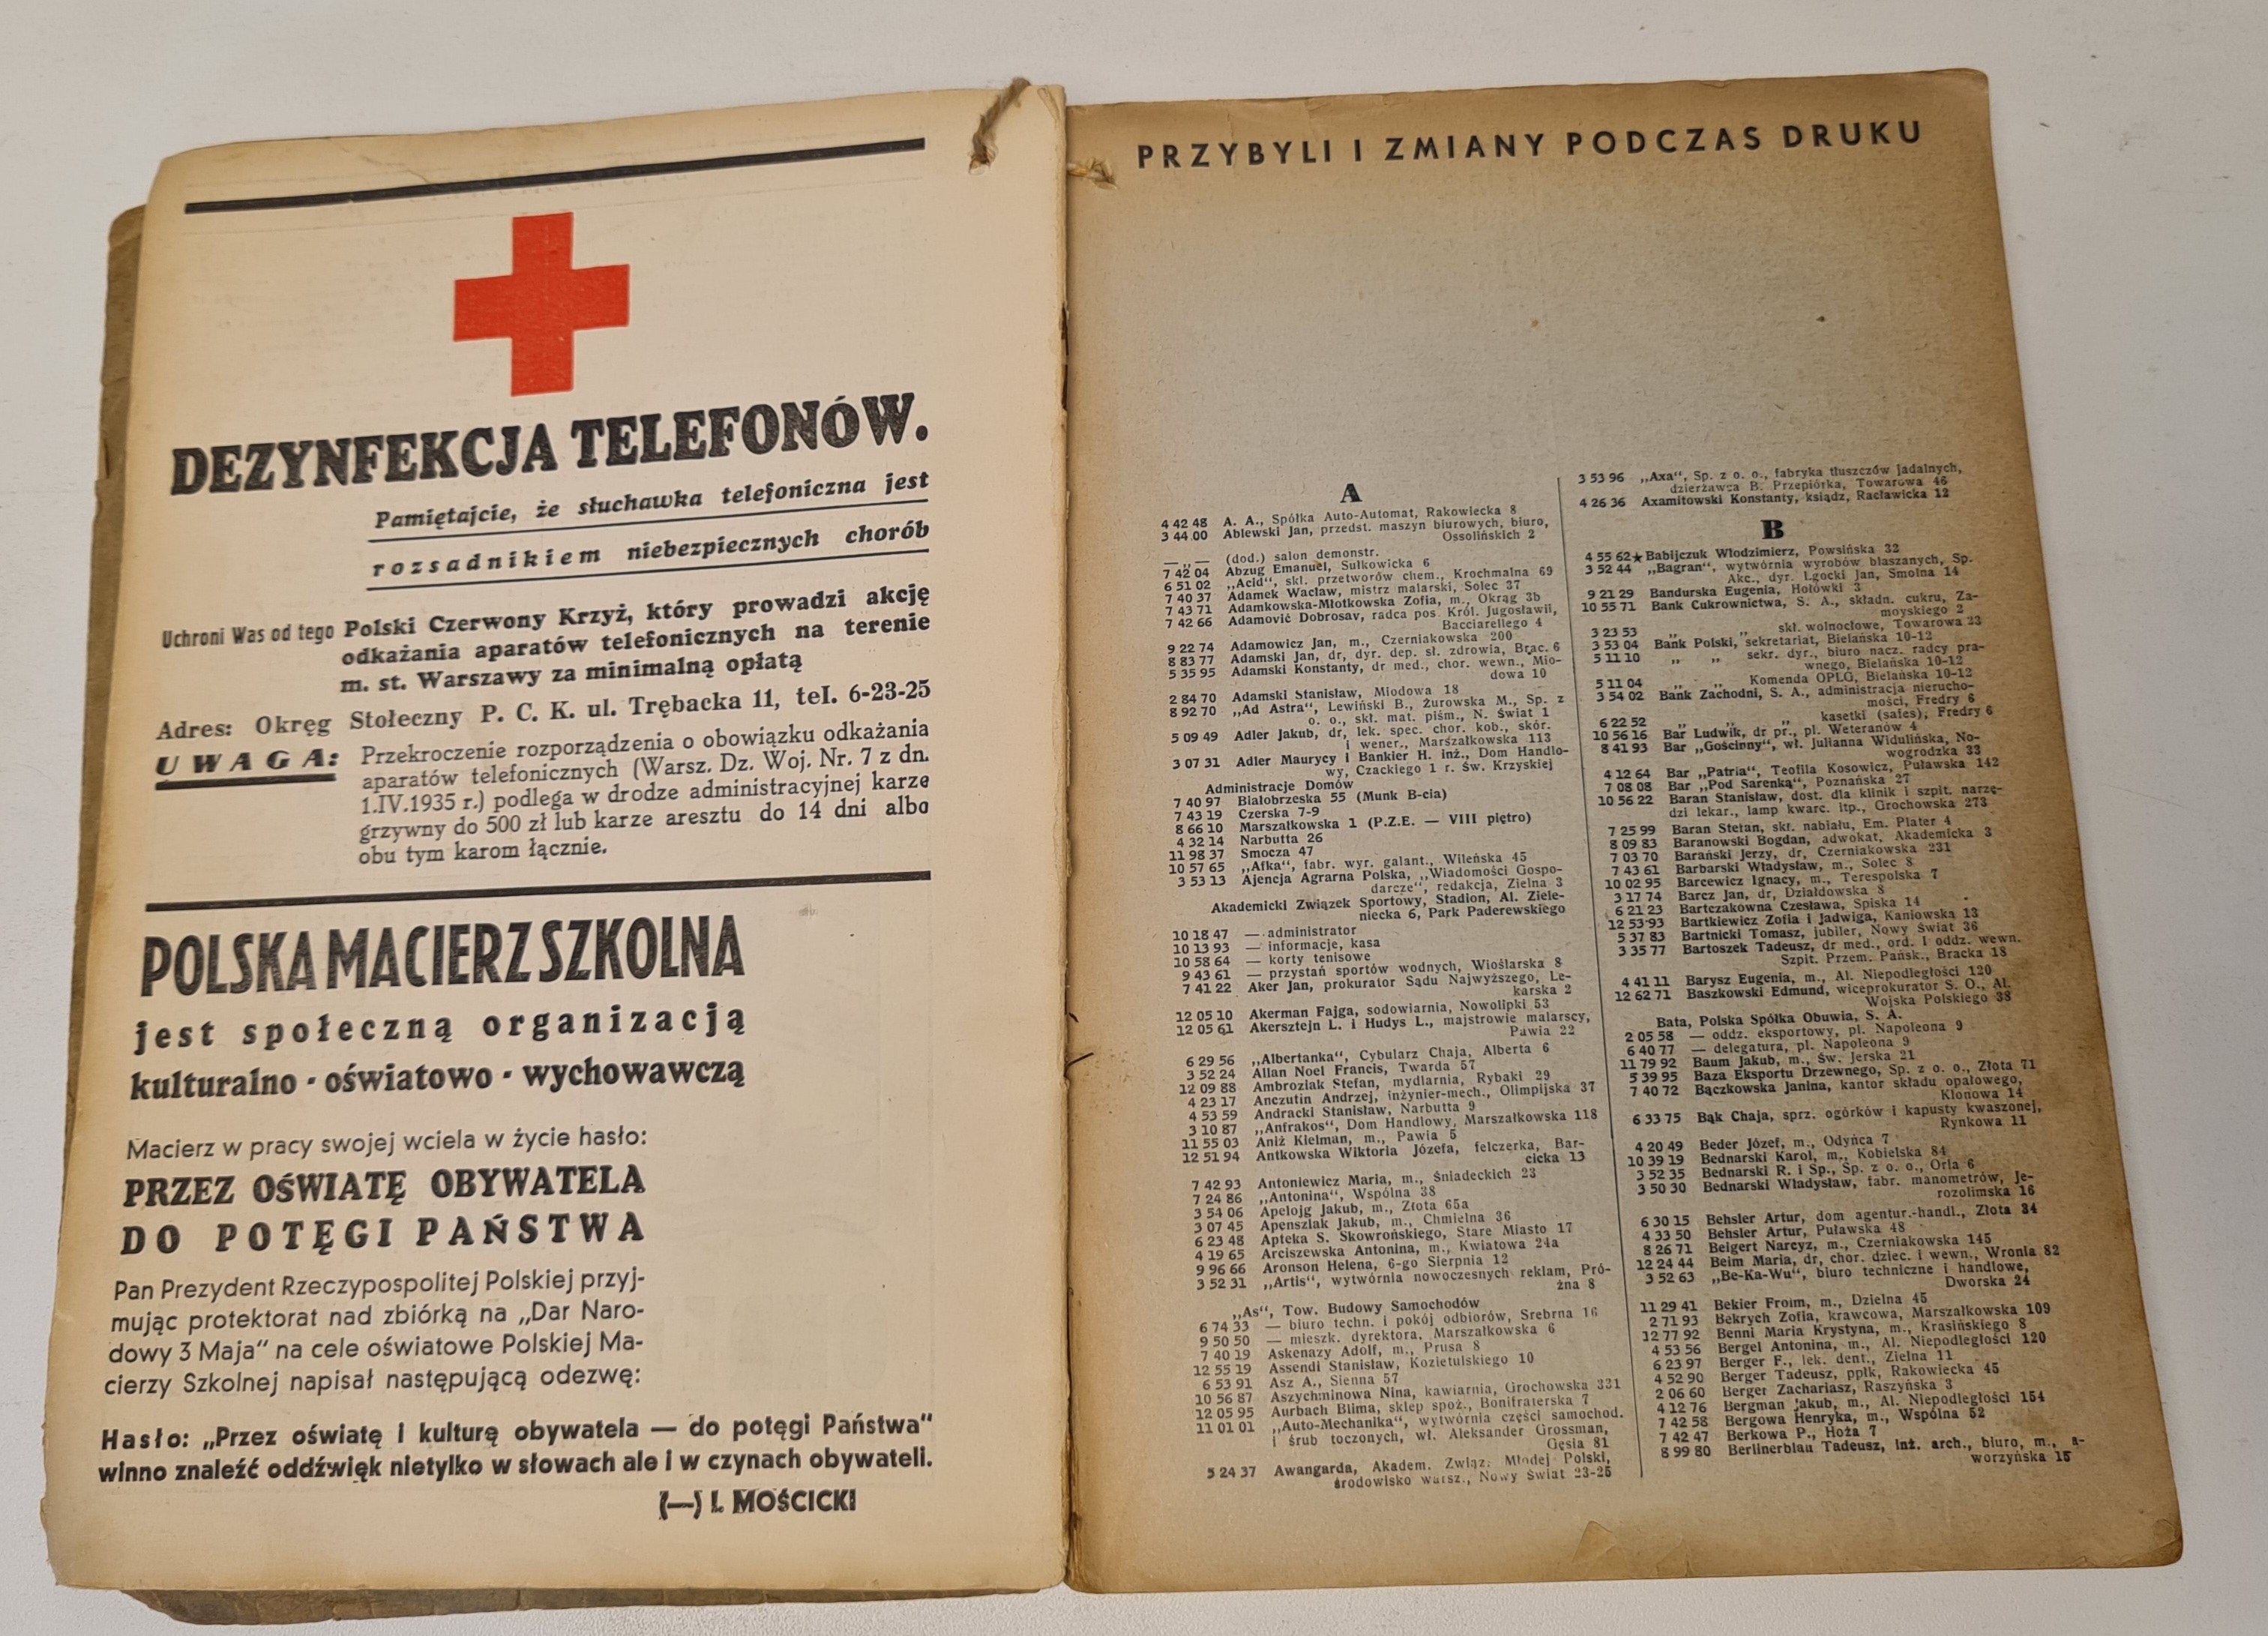 DEZYNFEKCJA TELEFONÓW.
Pamiętajcie, że słuchawka telefoniczna jest
rozsadnikiem niebezpiecznych chorób
Uchroni Was od tego Polski Czerwony Krzyż, który prowadzi akcję
odkażania aparatów telefonicznych na terenie
m. st. Warszawy za minimalną opłatą
Adres: Okręg Stołeczny P. C. K. ul. Trębacka 11, tel. 6-23-25
UWAGA: Przekroczenie rozporządzenia o obowiązku odkażania
aparatów telefonicznych (Warsz. Dz. Woj. Nr. 7 z dn.
1.IV.1935 r.) podlega w drodze administracyjnej karze
grzywny do 500 zł lub karze aresztu do 14 dni albo
obu tym karom łącznie.
POLSKA MACIERZ SZKOLNA
jest społeczną organizacją
kulturalno - oświatowo - wychowawczą
Macierz w pracy swojej wciela w życie hasło:
PRZEZ OŚWIATĘ OBYWATELA
DO POTĘGI PAŃSTWA
Pan Prezydent Rzeczypospolitej Polskiej przyj-
mując protektorat nad zbiórką na „Dar Naro-
dowy 3 Maja" na cele oświatowe Polskiej Ma-
cierzy Szkolnej napisał następującą odezwę:
Hasło: „Przez oświatę i kulturę obywatela — do potęgi Państwa"
winno znaleźć oddźwięk nietylko w słowach ale i w czynach obywateli.
(—) I. MOŚCICKI
PRZYBYLI I ZMIANY PODCZAS DRUKU
A
4 42 48 A. A., Spółka Auto-Automat, Rakowiecka 8
3 44 00 Ablewski Jan, przedst. maszyn biurowych, biuro,
Ossolińskich 2
—„— (dod.) salon demonstr.
7 42 04 Abzug Emanuel, Sułkowicka 6
6 51 02 „Acid", skł. przetworów chem., Krochmalna 69
7 40 37 Adamek Wacław, mistrz malarski, Solec 37
7 43 71 Adamkowska-Młotkowska Zofia, m., Okrąg 3b
7 42 66 Adamović Dobrosav, radca pos. Król. Jugosławii,
Bacciarellego 4
9 22 74 Adamowicz Jan, m., Czerniakowska 200
8 83 77 Adamski Jan, dr, dyr. dep. sł. zdrowia, Brac. 6
5 35 95 Adamski Konstanty, dr med., chor. wewn., Mio-
dowa 10
2 84 70 Adamski Stanisław, Miodowa 18
8 92 70 „Ad Astra", Lewiński B., Żurowska M., Sp. z
o. o., skł. mat. piśm., N. Świat 1
5 09 49 Adler Jakub, dr, lek. spec. chor. kob., skór.
i wener., Marszałkowska 113
3 07 31 Adler Maurycy i Bankier H. inż., Dom Handlo-
wy, Czackiego 1 r. Św. Krzyskiej
Administracje Domów
7 40 97 Białobrzeska 55 (Munk B-cia)
7 43 19 Czerska 7-9
8 66 10 Marszałkowska 1 (P.Z.E. — VIII piętro)
4 32 14 Narbutta 26
11 98 37 Smocza 47
10 57 65 „Afka", fabr. wyr. galant., Wileńska 45
3 53 13 Ajencja Agrarna Polska, „Wiadomości Gospo-
darcze", redakcja, Zielna 3
Akademicki Związek Sportowy, Stadion, Al. Ziele-
niecka 6, Park Paderewskiego
10 18 47 — administrator
10 13 93 — informacje, kasa
10 58 64 — korty tenisowe
9 43 61 — przystań sportów wodnych, Wioślarska 8
7 41 22 Aker Jan, prokurator Sądu Najwyższego, Le-
karska 2
12 05 10 Akerman Fajga, sodowiarnia, Nowolipki 53
12 05 61 Akersztejn L. i Hudys L., majstrowie malarscy,
Pawia 22
6 29 56 „Albertanka", Cybularz Chaja, Alberta 6
3 52 24 Allan Noel Francis, Twarda 57
12 09 88 Ambroziak Stefan, mydlarnia, Rybaki 29
4 23 17 Anczutin Andrzej, inżynier-mech., Olimpijska 37
4 53 59 Andracki Stanisław, Narbutta 9
3 10 87 „Anfrakos", Dom Handlowy, Marszałkowska 118
11 55 03 Aniż Kielman, m., Pawia 5
12 51 94 Antkowska Wiktoria Józefa, felczerka, Bar-
cicka 13
7 42 93 Antoniewicz Maria, m., Śniadeckich 23
7 24 86 „Antonina", Wspólna 38
3 54 06 Apelojg Jakub, m., Złota 65a
3 07 45 Apenszlak Jakub, m., Chmielna 36
6 23 48 Apteka S. Skowrońskiego, Stare Miasto 17
4 19 65 Arciszewska Antonina, m., Kwiatowa 24a
9 96 66 Aronson Helena, 6-go Sierpnia 12
3 52 31 „Artis", wytwórnia nowoczesnych reklam, Pró-
żna 8
„As", Tow. Budowy Samochodów
6 74 33 — biuro techn. i pokój odbiorów, Srebrna 16
9 50 50 — mieszk. dyrektora, Marszałkowska 6
7 40 19 Askenazy Adolf, m., Prusa 8
12 55 19 Assendi Stanisław, Kozietulskiego 10
6 53 91 Asz A., Sienna 57
10 56 87 Aszychminowa Nina, kawiarnia, Grochowska 331
12 05 95 Aurbach Blima, sklep spoż., Bonifraterska 7
11 01 01 „Auto-Mechanika", wytwórnia części samochod.
i śrub toczonych, wł. Aleksander Grossman,
Gęsia 81
5 24 37 Awangarda, Akadem. Związ. Młodej Polski,
środowisko warsz., Nowy Świat 23-25
3 53 96 „Axa", Sp. z o. o., fabryka tłuszczów jadalnych,
dzierżawca B. Przepiórka, Towarowa 46
4 26 36 Axamitowski Konstanty, ksiądz, Racławicka 12
B
4 55 62★Babijczuk Włodzimierz, Powsińska 32
3 52 44 „Bagran", wytwórnia wyrobów blaszanych, Sp.
Akc., dyr. Lgocki Jan, Smolna 14
9 21 29 Bandurska Eugenia, Hołówki 3
10 55 71 Bank Cukrownictwa, S. A., składn. cukru, Za-
moyskiego 2
3 23 53 „ „ skł. wolnocłowe, Towarowa 23
3 53 04 Bank Polski, sekretariat, Bielańska 10-12
5 11 10 „ „ sekr. dyr., biuro nacz. radcy pra-
wnego, Bielańska 10-12
5 11 04 „ „ Komenda OPLG, Bielańska 10-12
3 54 02 Bank Zachodni, S. A., administracja nierucho-
mości, Fredry 6
6 22 52 „ „ „ kasetki (safes), Fredry 6
10 56 16 Bar Ludwik, dr pr., pl. Weteranów 4
8 41 93 Bar „Gościnny", wł. Julianna Widulińska, No-
wogrodzka 33
4 12 64 Bar „Patria", Teofila Kosowicz, Puławska 142
7 08 08 Bar „Pod Sarenką", Poznańska 27
10 56 22 Baran Stanisław, dost. dla klinik i szpit. narzę-
dzi lekar., lamp kwarc. itp., Grochowska 273
7 25 99 Baran Stefan, skł. nabiału, Em. Plater 4
8 09 83 Baranowski Bogdan, adwokat, Akademicka 3
7 03 70 Barański Jerzy, dr, Czerniakowska 231
7 43 61 Barbarski Władysław, m., Solec 8
10 02 95 Barcewicz Ignacy, m., Terespolska 7
3 17 74 Barcz Jan, dr, Działdowska 8
6 21 23 Bartczakówna Czesława, Spiska 14
12 53 93 Bartkiewicz Zofia i Jadwiga, Kaniowska 13
5 37 83 Bartnicki Tomasz, jubiler, Nowy Świat 36
3 35 77 Bartoszek Tadeusz, dr med., ord. I oddz. wewn.
Szpit. Przem. Pańsk., Bracka 18
4 41 11 Barysz Eugenia, m., Al. Niepodległości 120
12 62 71 Baszkowski Edmund, wiceprokurator S. O., Al.
Wojska Polskiego 38
Bata, Polska Spółka Obuwia, S. A.
2 05 58 — oddz. eksportowy, pl. Napoleona 9
6 40 77 — delegatura, pl. Napoleona 9
11 79 92 Baum Jakub, m., Św. Jerska 21
5 39 95 Baza Eksportu Drzewnego, Sp. z o. o., Złota 71
7 40 72 Bączkowska Janina, kantor składu opałowego,
Klonowa 14
6 33 75 Bąk Chaja, sprz. ogórków i kapusty kwaszonej,
Rynkowa 11
4 20 49 Beder Józef, m., Odyńca 7
10 39 19 Bednarski Karol, m., Kobielska 84
3 52 35 Bednarski R. i Sp., Sp. z o. o., Orla 6
3 50 30 Bednarski Władysław, fabr. manometrów, Je-
rozolimska 16
6 30 15 Behsler Artur, dom agentur.-handl., Złota 34
4 33 50 Behsler Artur, Puławska 48
8 26 71 Beigert Narcyz, m., Czerniakowska 145
12 24 44 Beim Maria, dr, chor. dziec. i wewn., Wronia 82
3 52 63 „Be-Ka-Wu", biuro techniczne i handlowe,
Dworska 24
11 29 41 Bekier Froim, m., Dzielna 45
2 71 93 Bekrych Zofia, krawcowa, Marszałkowska 109
12 77 92 Benni Maria Krystyna, m., Krasińskiego 8
4 53 56 Bergel Antonina, m., Al. Niepodległości 120
6 23 97 Berger F., lek. dent., Zielna 11
4 52 90 Berger Tadeusz, ppłk, Rakowiecka 45
2 06 60 Berger Zachariasz, Raszyńska 3
4 12 76 Bergman Jakub, m., Al. Niepodległości 154
7 42 58 Bergowa Henryka, m., Wspólna 52
7 42 47 Berkowa P., Hoża 7
8 99 80 Berlinerblau Tadeusz, inż. arch., biuro, m.,
worzyńska 15